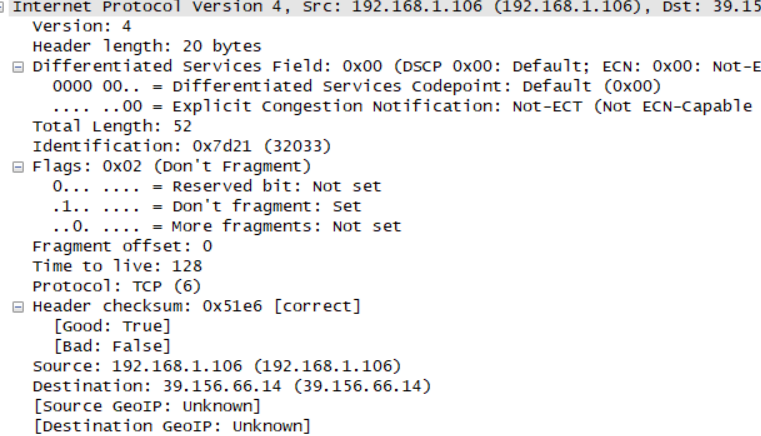 Internet Protocol Version 4, Src: 192.168.1.106 (192.168.1.106), Dst: 39.15
Version: 4
Header length: 20 bytes
Differentiated Services Field: 0x00 (DSCP 0x00: Default; ECN: 0x00: Not-E
0000 00.. = Differentiated Services Codepoint: Default (0x00)
.... ..00 = Explicit Congestion Notification: Not-ECT (Not ECN-Capable
Total Length: 52
Identification: 0x7d21 (32033)
Flags: 0x02 (Don't Fragment)
0... .... = Reserved bit: Not set
.1.. .... = Don't fragment: Set
..0. .... = More fragments: Not set
Fragment offset: 0
Time to live: 128
Protocol: TCP (6)
Header checksum: 0x51e6 [correct]
[Good: True]
[Bad: False]
Source: 192.168.1.106 (192.168.1.106)
Destination: 39.156.66.14 (39.156.66.14)
[Source GeoIP: Unknown]
[Destination GeoIP: Unknown]